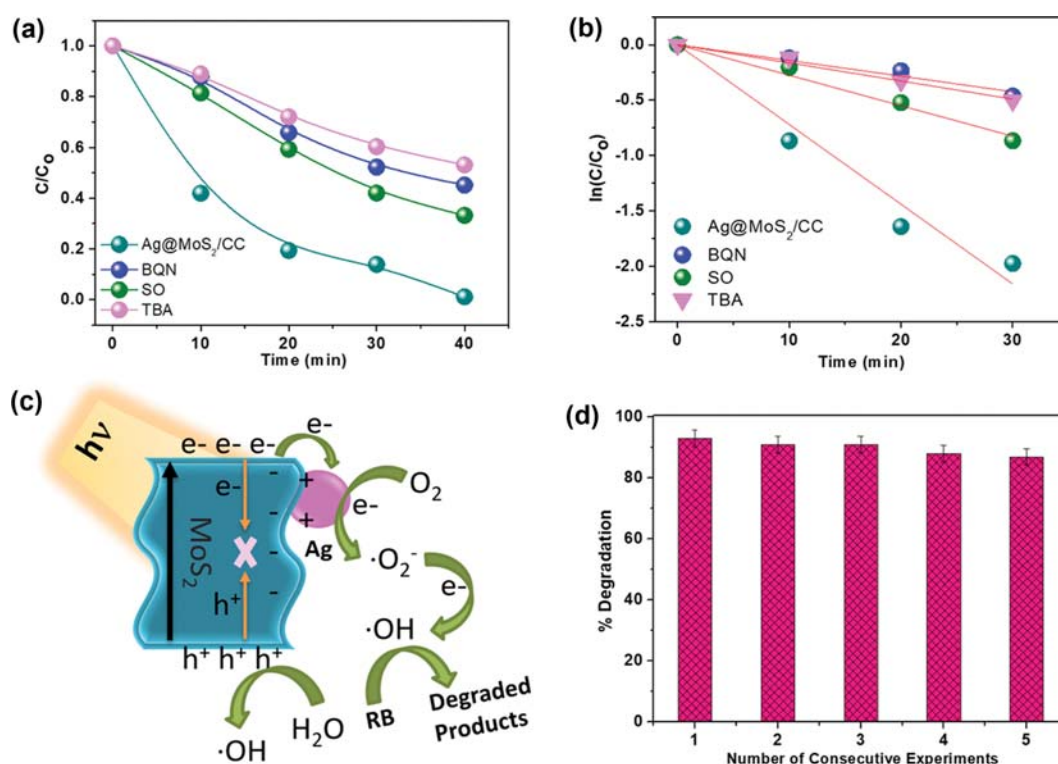 (a)
1.0
0.8
0.6
0.4
0.2
0.0
C/Co
Ag@MoS₂/CC
BQN
SO
TBA
0 10 20 30 40
Time (min)
(b)
0.0
-0.5
-1.0
-1.5
-2.0
-2.5
ln(C/Co)
Ag@MoS₂/CC
BQN
SO
TBA
0 10 20 30
Time (min)
(c)
hν
e- e- e-
e-
e-
MoS₂
h⁺
h⁺ h⁺ h⁺
-
-
-
-
+
+
Ag
e-
O₂
·O₂⁻
e-
·OH
H₂O
·OH
RB
Degraded
Products
(d)
100
80
60
40
20
0
% Degradation
1 2 3 4 5
Number of Consecutive Experiments